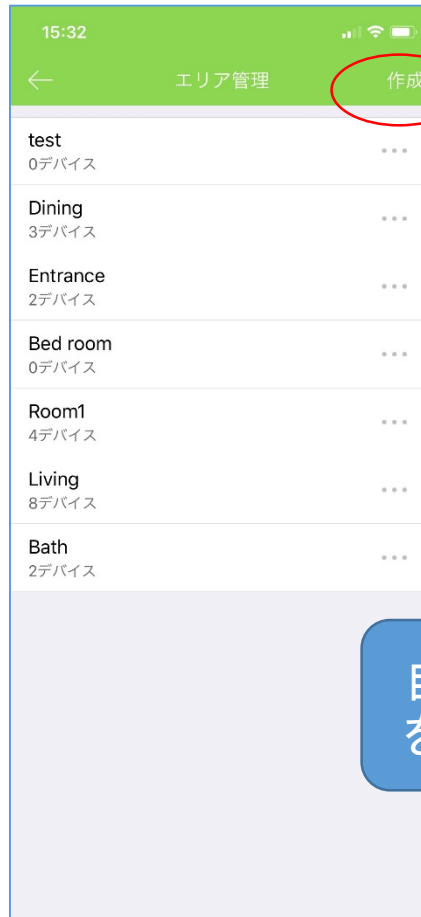 15:32
エリア管理
作成
test
0デバイス
Dining
3デバイス
Entrance
2デバイス
Bed room
0デバイス
Room1
4デバイス
Living
8デバイス
Bath
2デバイス
を